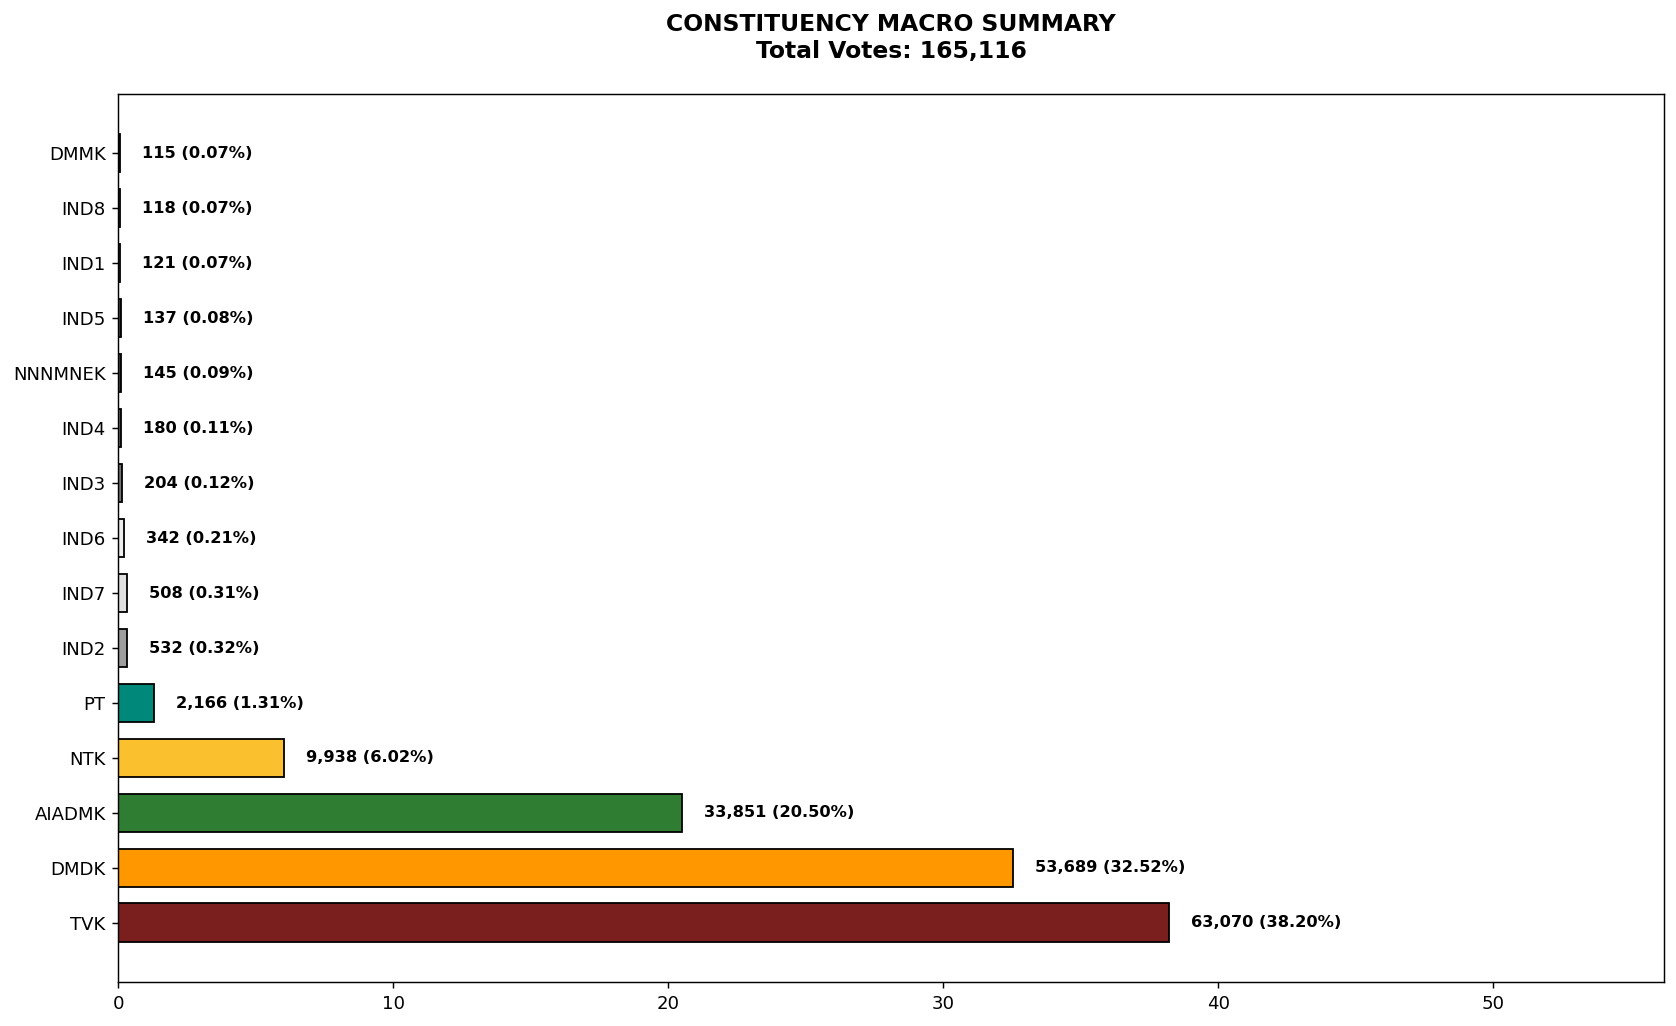 CONSTITUENCY MACRO SUMMARY
Total Votes: 165,116
DMMK 115 (0.07%)
IND8 118 (0.07%)
IND1 121 (0.07%)
IND5 137 (0.08%)
NNNMNEK 145 (0.09%)
IND4 180 (0.11%)
IND3 204 (0.12%)
IND6 342 (0.21%)
IND7 508 (0.31%)
IND2 532 (0.32%)
PT 2,166 (1.31%)
NTK 9,938 (6.02%)
AIADMK 33,851 (20.50%)
DMDK 53,689 (32.52%)
TVK 63,070 (38.20%)
0 10 20 30 40 50